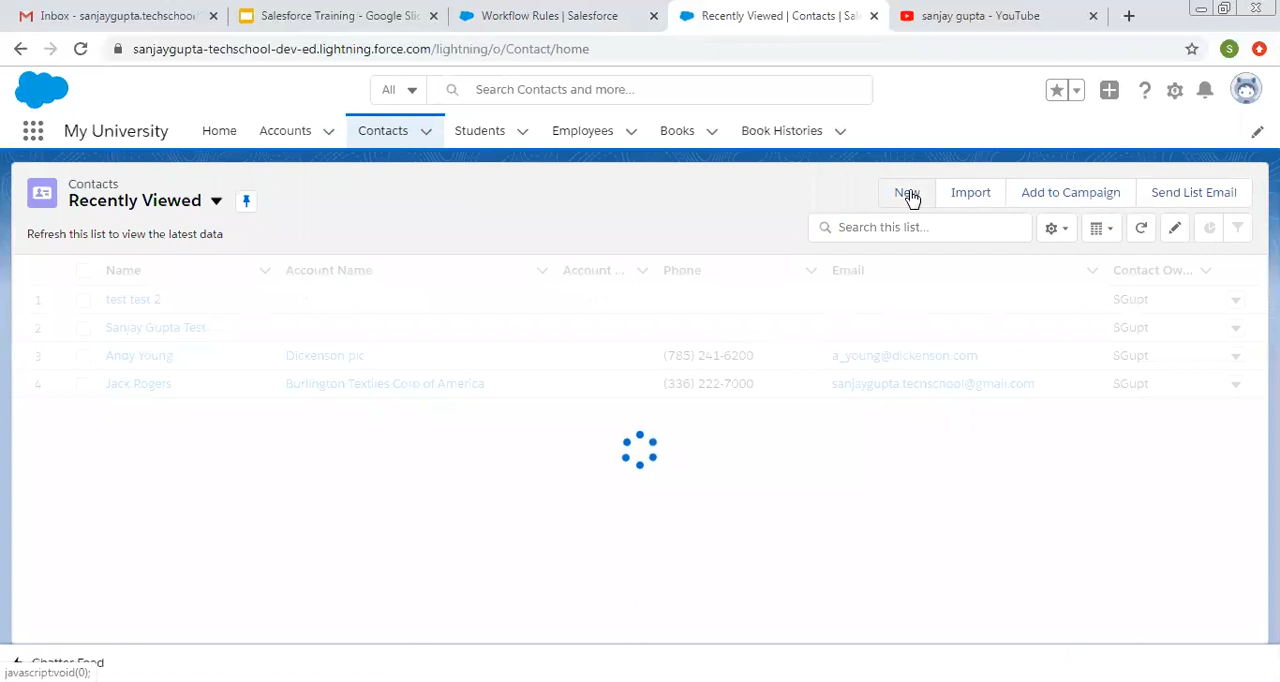 Inbox - sanjaygupta.techschool
Salesforce Training - Google Slid
Workflow Rules | Salesforce
Recently Viewed | Contacts | Sal
sanjay gupta - YouTube
sanjaygupta-techschool-dev-ed.lightning.force.com/lightning/o/Contact/home
S
All
Search Contacts and more...
My University
Home
Accounts
Contacts
Students
Employees
Books
Book Histories
Contacts
Recently Viewed
New
Import
Add to Campaign
Send List Email
Refresh this list to view the latest data
Search this list...
Name Account Name Account ... Phone Email Contact Ow...
1 test test 2 SGupt
2 Sanjay Gupta Test... SGupt
3 Andy Young Dickenson plc (785) 241-6200 a_young@dickenson.com SGupt
4 Jack Rogers Burlington Textiles Corp of America (336) 222-7000 sanjaygupta.techschool@gmail.com SGupt
Chatter Feed
javascript:void(0);